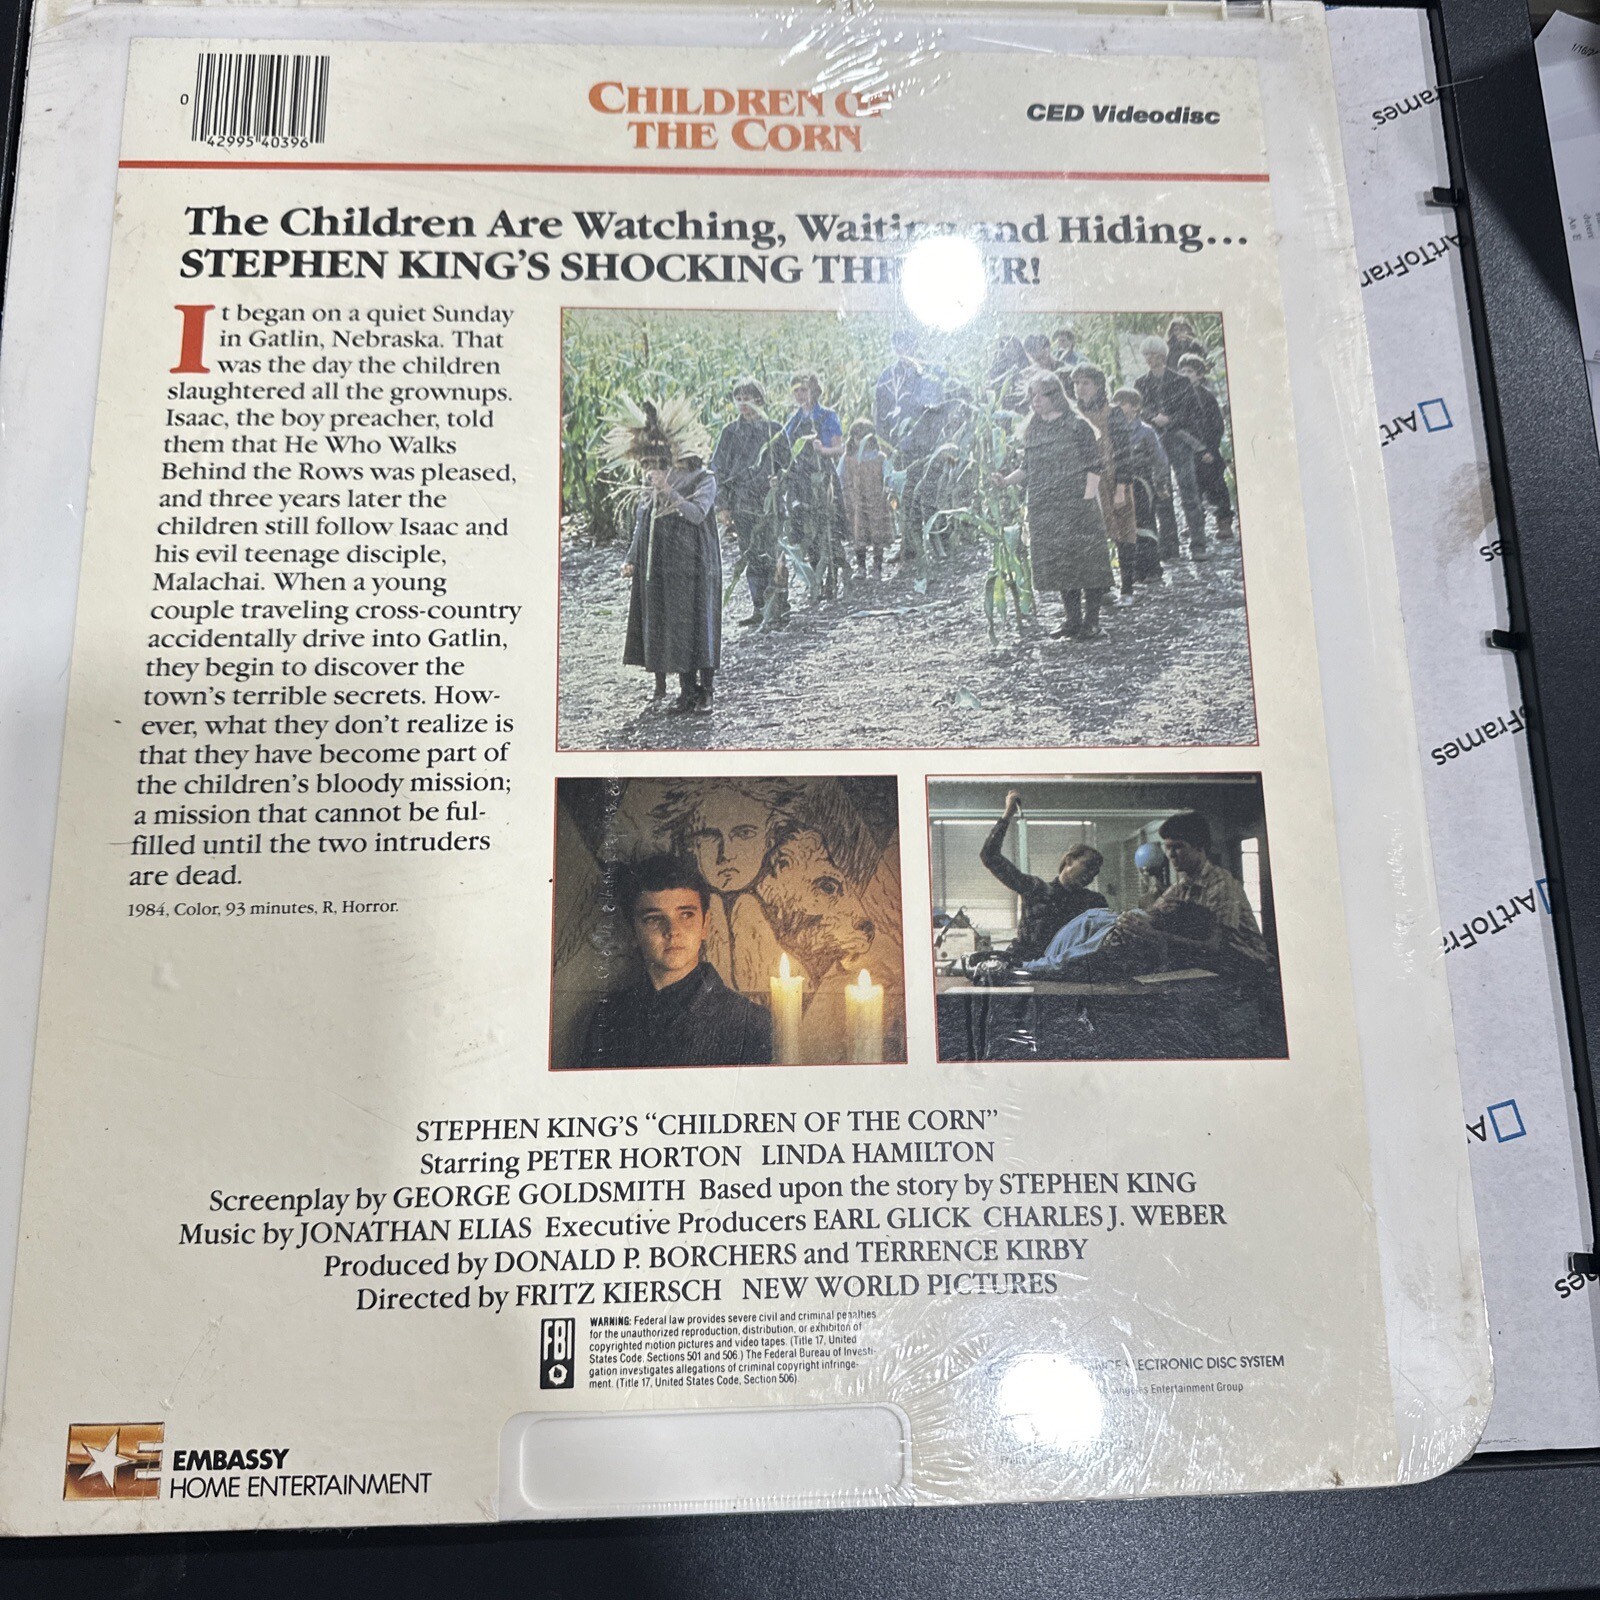 0
42995 40396
CHILDREN OF
THE CORN
CED Videodisc
The Children Are Watching, Waiting and Hiding...
STEPHEN KING'S SHOCKING
It began on a quiet Sunday
in Gatlin, Nebraska. That
was the day the children
slaughtered all the grownups.
Isaac, the boy preacher, told
them that He Who Walks
Behind the Rows was pleased,
and three years later the
children still follow Isaac and
his evil teenage disciple,
Malachai. When a young
couple traveling cross-country
accidentally drive into Gatlin,
they begin to discover the
town's terrible secrets. How-
ever, what they don't realize is
that they have become part of
the children's bloody mission;
a mission that cannot be ful-
filled until the two intruders
are dead.
1984, Color, 93 minutes, R, Horror.
STEPHEN KING'S “CHILDREN OF THE CORN”
Starring PETER HORTON LINDA HAMILTON
Screenplay by GEORGE GOLDSMITH Based upon the story by STEPHEN KING
Music by JONATHAN ELIAS Executive Producers EARL GLICK CHARLES J. WEBER
Produced by DONALD P. BORCHERS and TERRENCE KIRBY
Directed by FRITZ KIERSCH NEW WORLD PICTURES
FBI
WARNING: Federal law provides severe civil and criminal penalties
for the unauthorized reproduction, distribution, or exhibiton of
copyrighted motion pictures and video tapes. (Title 17, United
States Code, Sections 501 and 506.) The Federal Bureau of Investi-
gation investigates allegations of criminal copyright infringe-
ment. (Title 17, United States Code, Section 506).
ELECTRONIC DISC SYSTEM
Entertainment Group
EE
EMBASSY
HOME ENTERTAINMENT
ArtToFrames